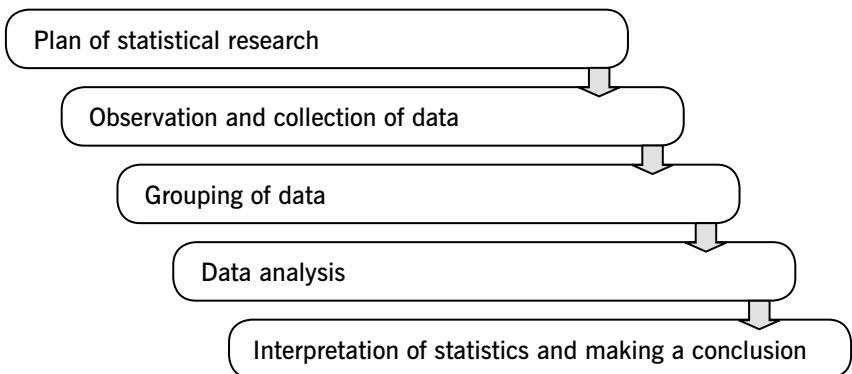 Plan of statistical research
Observation and collection of data
Grouping of data
Data analysis
Interpretation of statistics and making a conclusion